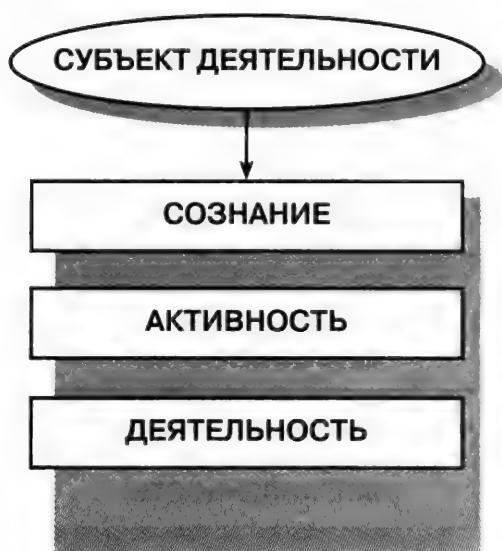 СУБЪЕКТ ДЕЯТЕЛЬНОСТИ
СОЗНАНИЕ
АКТИВНОСТЬ
ДЕЯТЕЛЬНОСТЬ